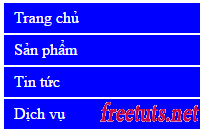 Trang chủ
Sản phẩm
Tin tức
Dịch vụ
freetuts.net